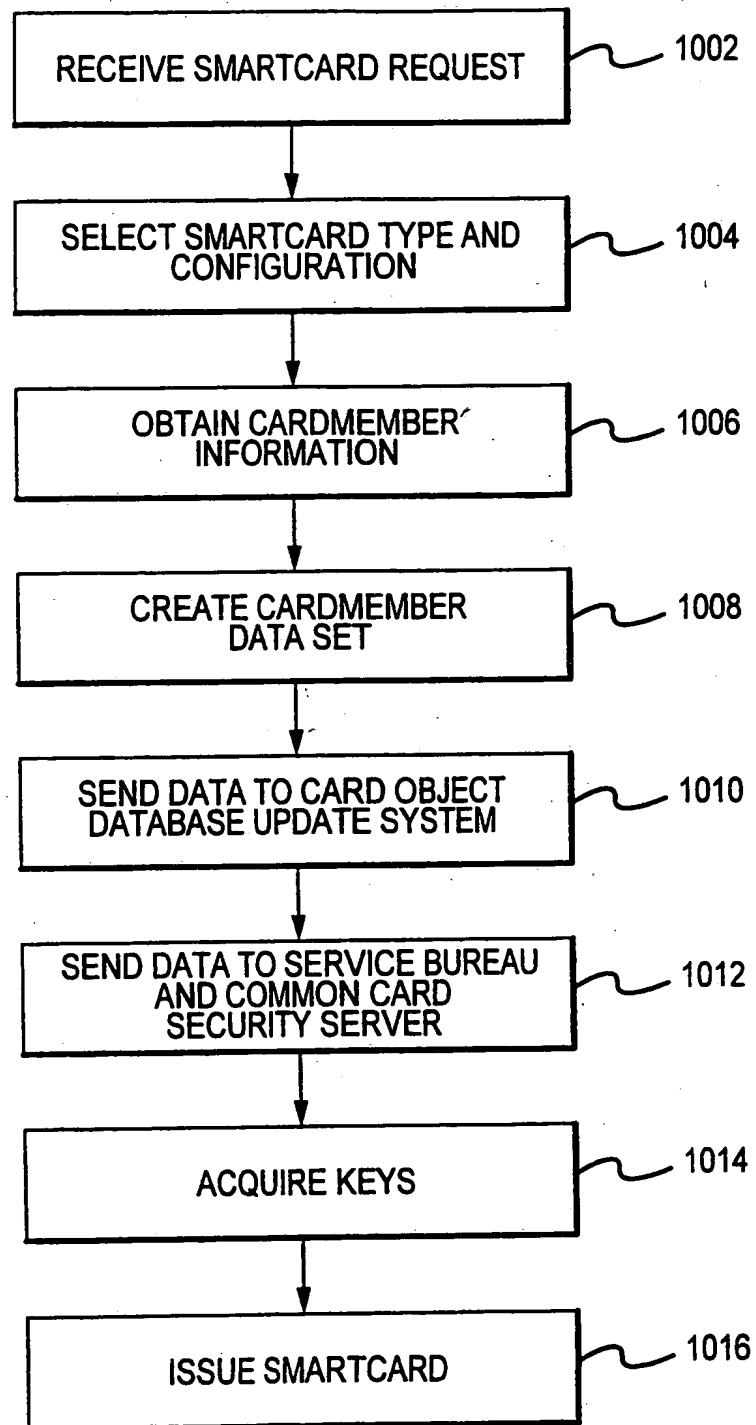 RECEIVE SMARTCARD REQUEST
1002
SELECT SMARTCARD TYPE AND
CONFIGURATION
1004
OBTAIN CARDMEMBER
INFORMATION
1006
CREATE CARDMEMBER
DATA SET
1008
SEND DATA TO CARD OBJECT
DATABASE UPDATE SYSTEM
1010
SEND DATA TO SERVICE BUREAU
AND COMMON CARD
SECURITY SERVER
1012
ACQUIRE KEYS
1014
ISSUE SMARTCARD
1016